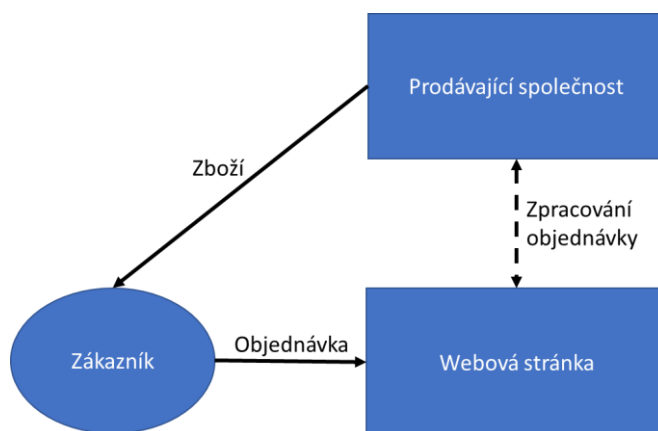 Prodávající společnost
Zboží
Zpracování
objednávky
Objednávka
Zákazník
Webová stránka